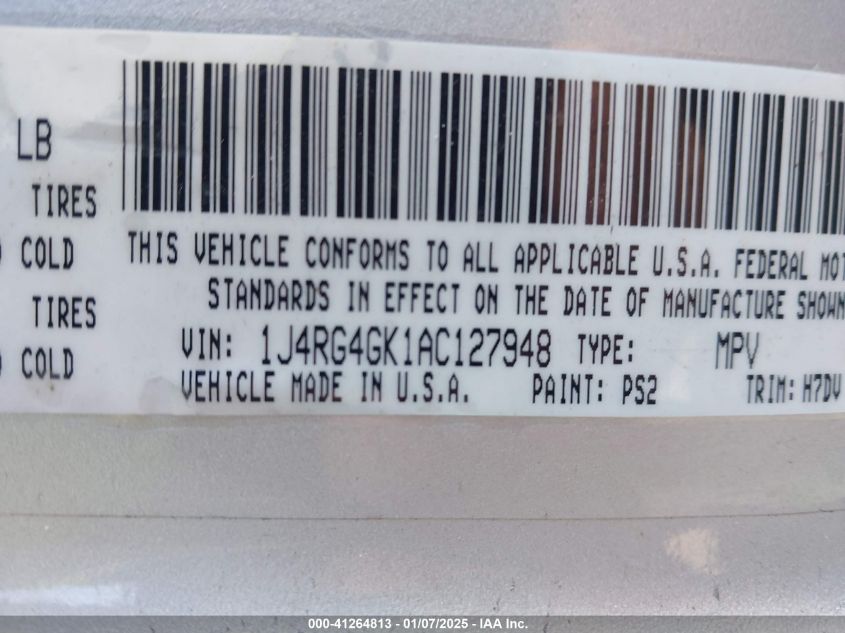 LB
TIRES
COLD
TIRES
COLD
THIS VEHICLE CONFORMS TO ALL APPLICABLE U.S.A. FEDERAL
STANDARDS IN EFFECT ON THE DATE OF MANUFACTURE SHOWN
VIN: 1J4RG4GK1AC127948 TYPE: MPV
VEHICLE MADE IN U.S.A. PAINT: PS2 TRIM: H7DV
000-41264813 — 01/07/2025 — IAA Inc.